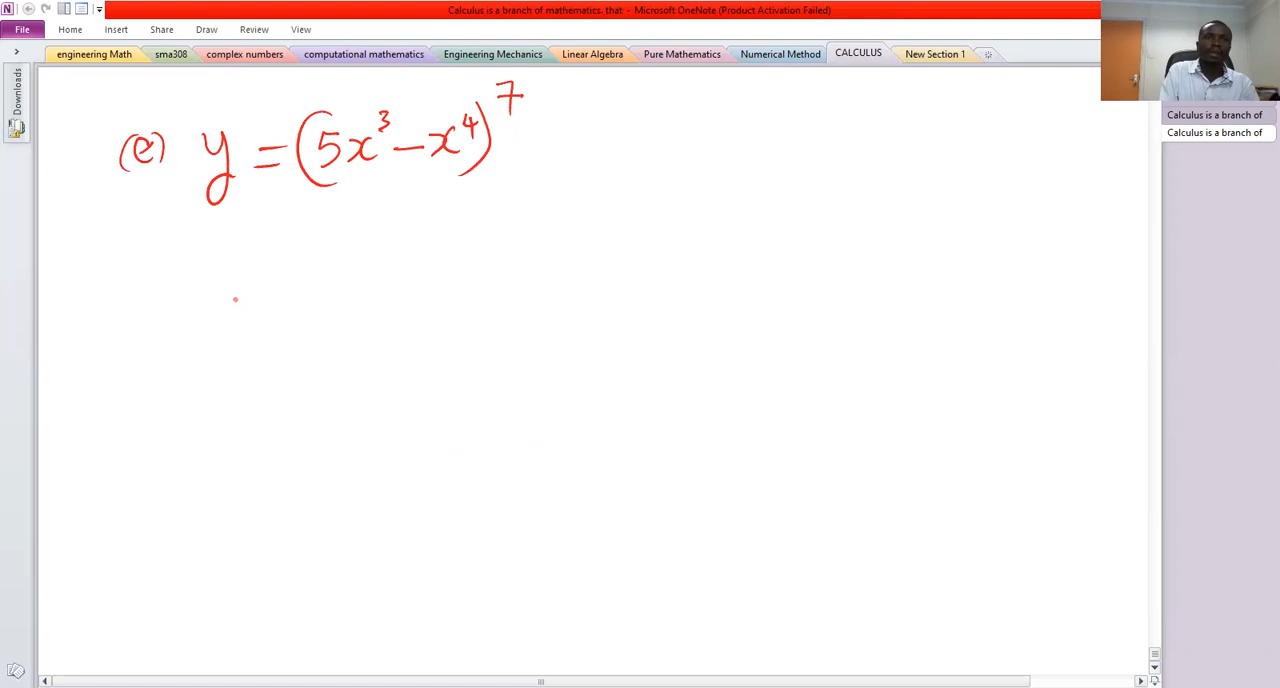 Calculus is a branch of mathematics. that - Microsoft OneNote (Product Activation Failed)
File Home Insert Share Draw Review View
engineering Math sma308 complex numbers computational mathematics Engineering Mechanics Linear Algebra Pure Mathematics Numerical Method CALCULUS New Section 1
Downloads
Calculus is a branch of
Calculus is a branch of
(e) y = (5x³ - x⁴)⁷